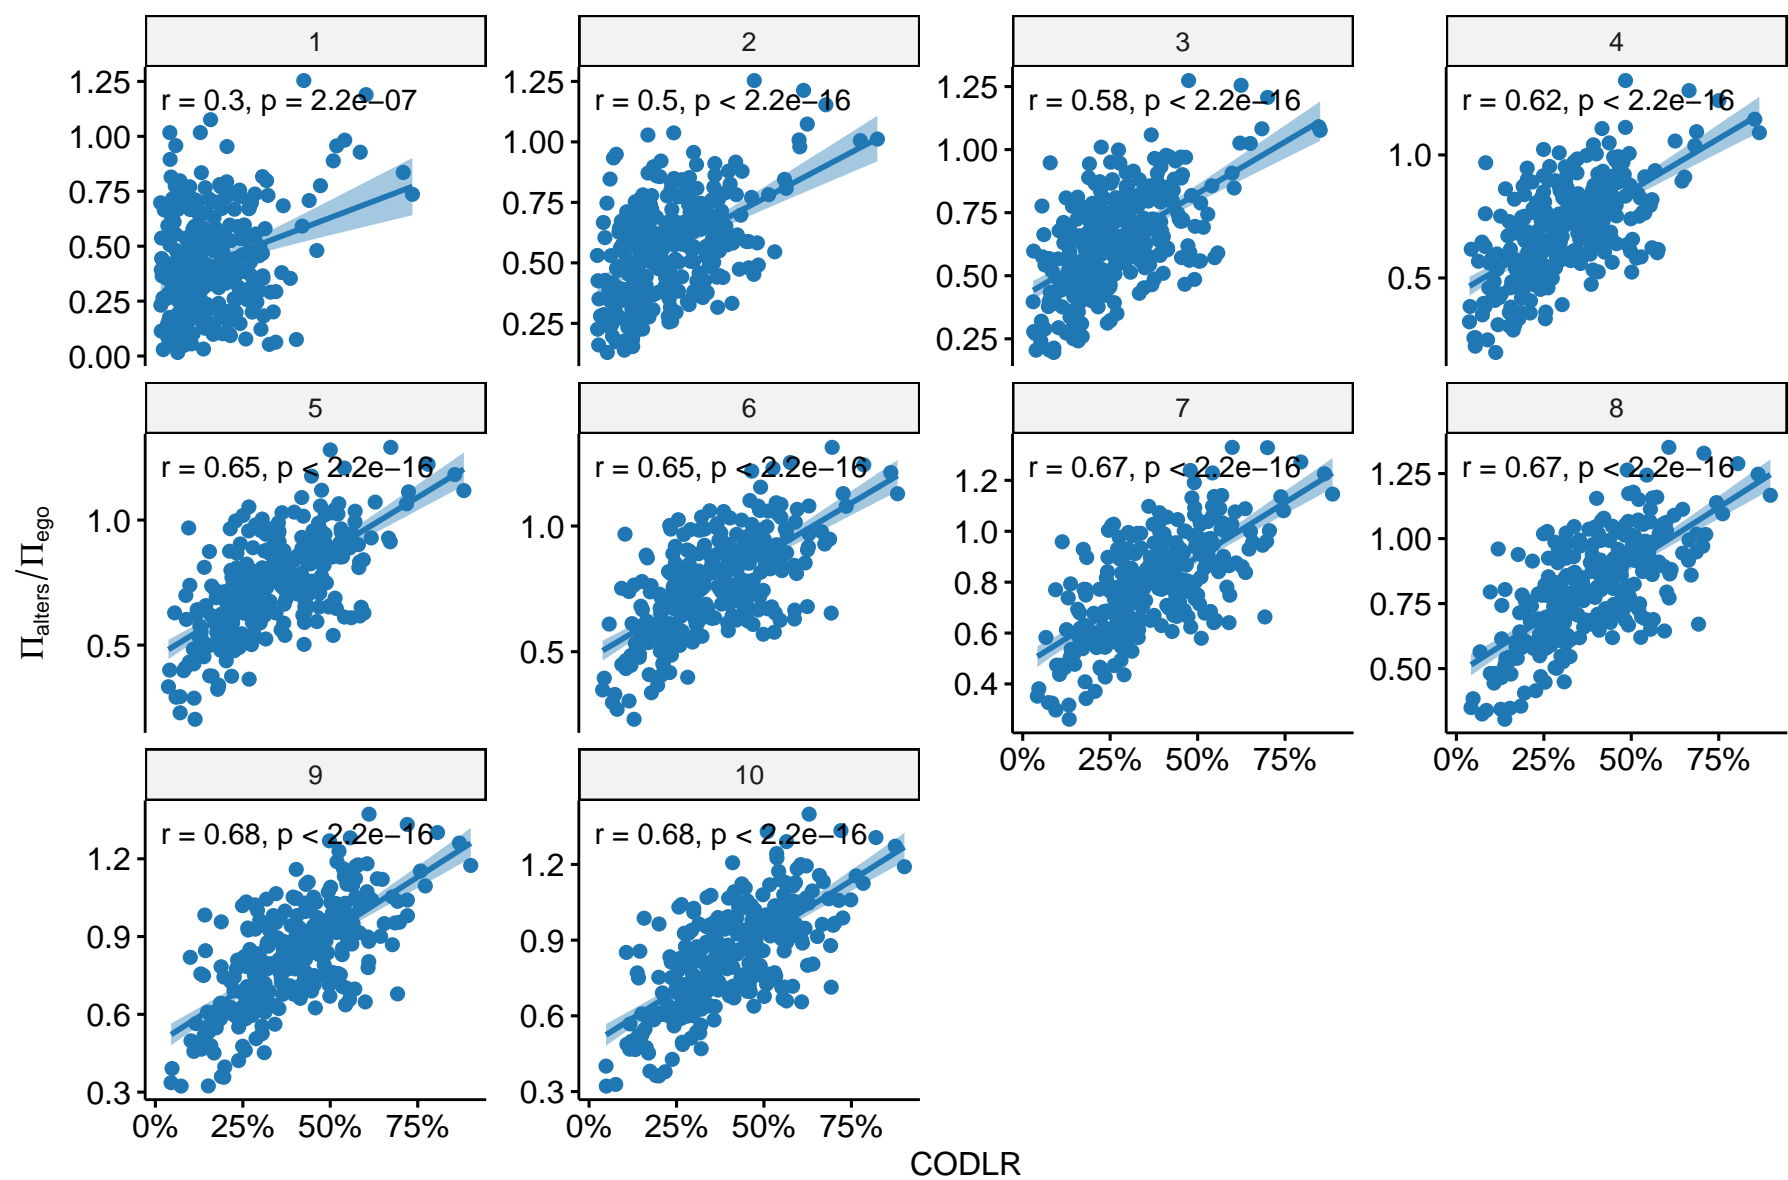 1 2 3 4
1.25
1.00
0.75
0.50
0.25
0.00
r = 0.3, p = 2.2e−07
1.25
1.00
0.75
0.50
0.25
r = 0.5, p < 2.2e−16
1.25
1.00
0.75
0.50
0.25
r = 0.58, p < 2.2e−16
1.0
0.5
r = 0.62, p < 2.2e−16
5 6 7 8
1.0
0.5
r = 0.65, p < 2.2e−16
1.0
0.5
r = 0.65, p < 2.2e−16
1.2
1.0
0.8
0.6
0.4
r = 0.67, p < 2.2e−16
0% 25% 50% 75%
1.25
1.00
0.75
0.50
r = 0.67, p < 2.2e−16
0% 25% 50% 75%
9 10
1.2
0.9
0.6
0.3
r = 0.68, p < 2.2e−16
0% 25% 50% 75%
1.2
0.9
0.6
0.3
r = 0.68, p < 2.2e−16
0% 25% 50% 75%
CODLR
Πalters/Πego